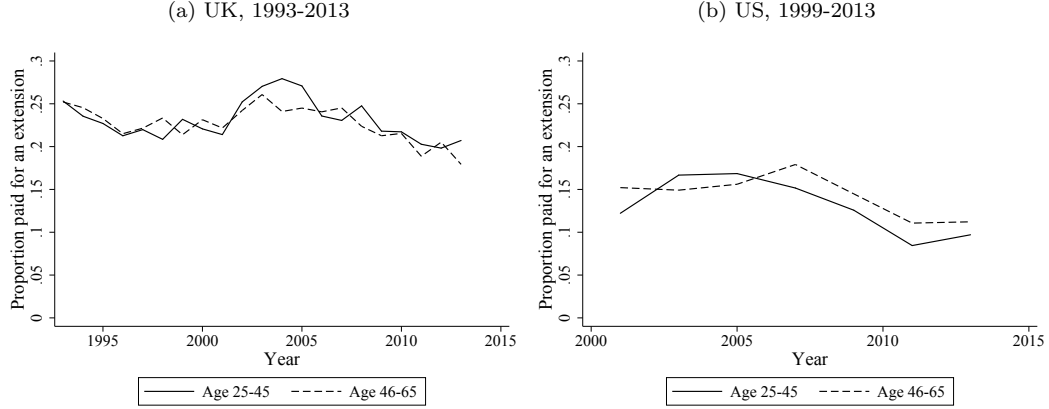 (a) UK, 1993-2013
Proportion paid for an extension
.3
.25
.2
.15
.1
.05
0
1995 2000 2005 2010 2015
Year
Age 25-45 Age 46-65
(b) US, 1999-2013
Proportion paid for an extension
.3
.25
.2
.15
.1
.05
0
2000 2005 2010 2015
Year
Age 25-45 Age 46-65